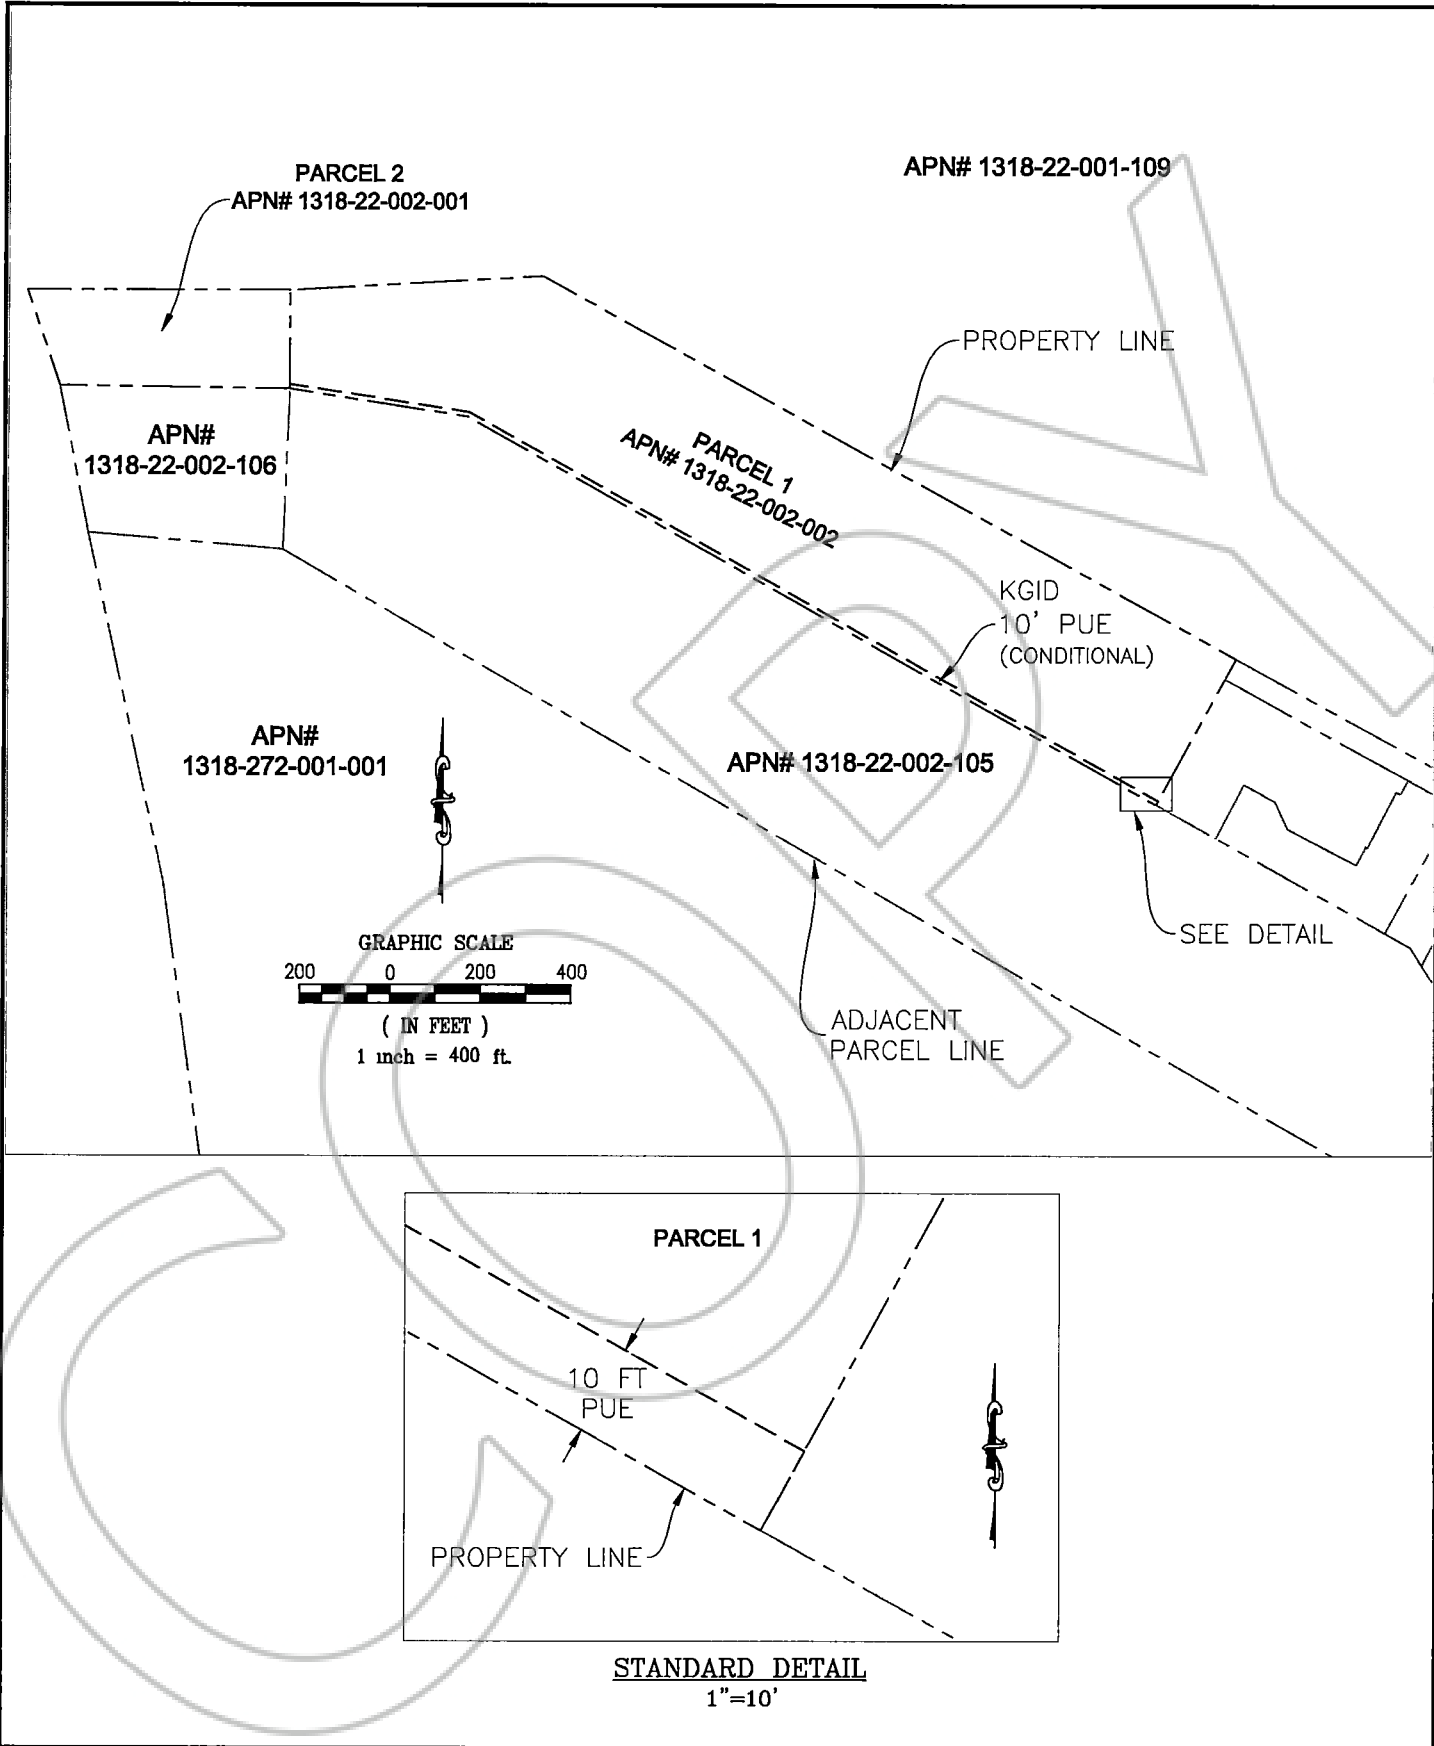 PARCEL 2
APN# 1318-22-002-001
APN# 1318-22-001-109
PROPERTY LINE
APN#
1318-22-002-106
PARCEL 1
APN# 1318-22-002-002
KGID
10' PUE
(CONDITIONAL)
APN#
1318-272-001-001
APN# 1318-22-002-105
SEE DETAIL
GRAPHIC SCALE
200 0 200 400
( IN FEET )
1 inch = 400 ft.
ADJACENT
PARCEL LINE
PARCEL 1
10 FT
PUE
PROPERTY LINE
STANDARD DETAIL
1"=10'
COPY